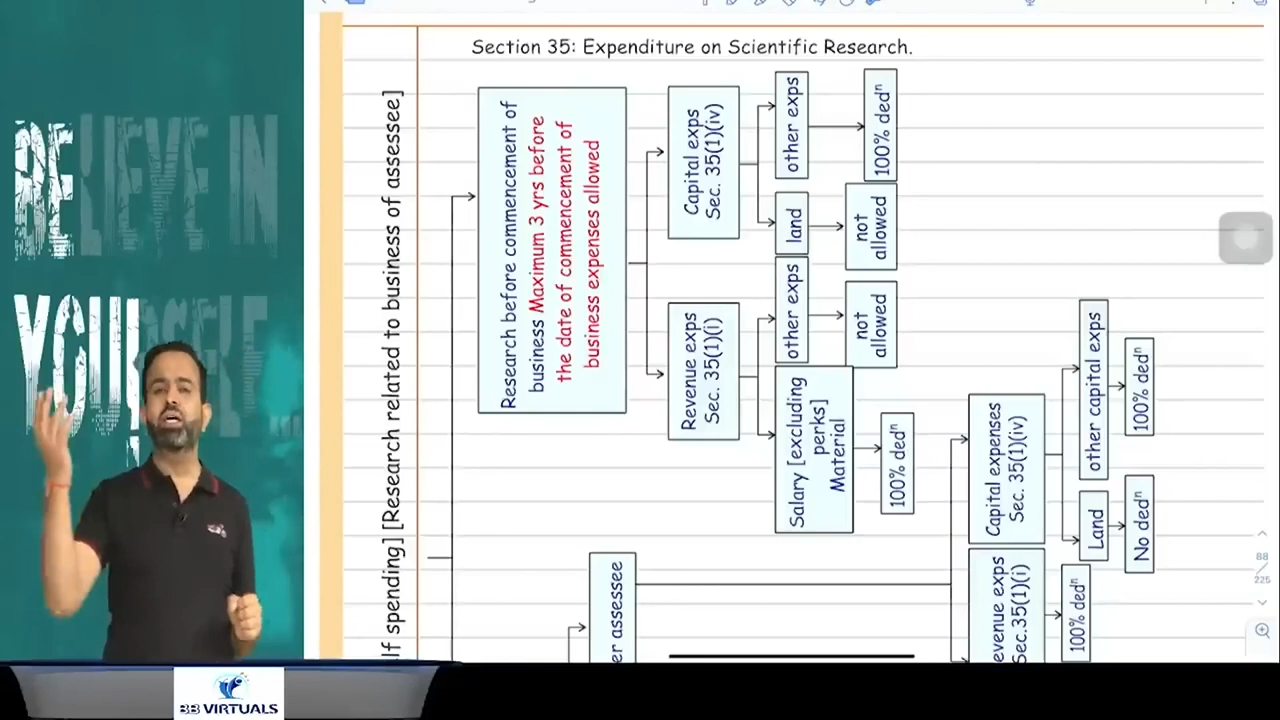 BELIEVE IN
YOURSELF
Section 35: Expenditure on Scientific Research.
lf spending] [Research related to business of assessee]
Research before commencement of
business Maximum 3 yrs before
the date of commencement of
business expenses allowed
Capital exps
Sec. 35(1)(iv)
other exps
100% dedⁿ
land
not
allowed
Revenue exps
Sec. 35(1)(i)
other exps
not
allowed
Salary [excluding
perks]
Material
100% dedⁿ
er assessee
Capital expenses
Sec. 35(1)(iv)
other capital exps
100% dedⁿ
Land
No dedⁿ
evenue exps
Sec.35(1)(i)
100% dedⁿ
88
225
BB VIRTUALS